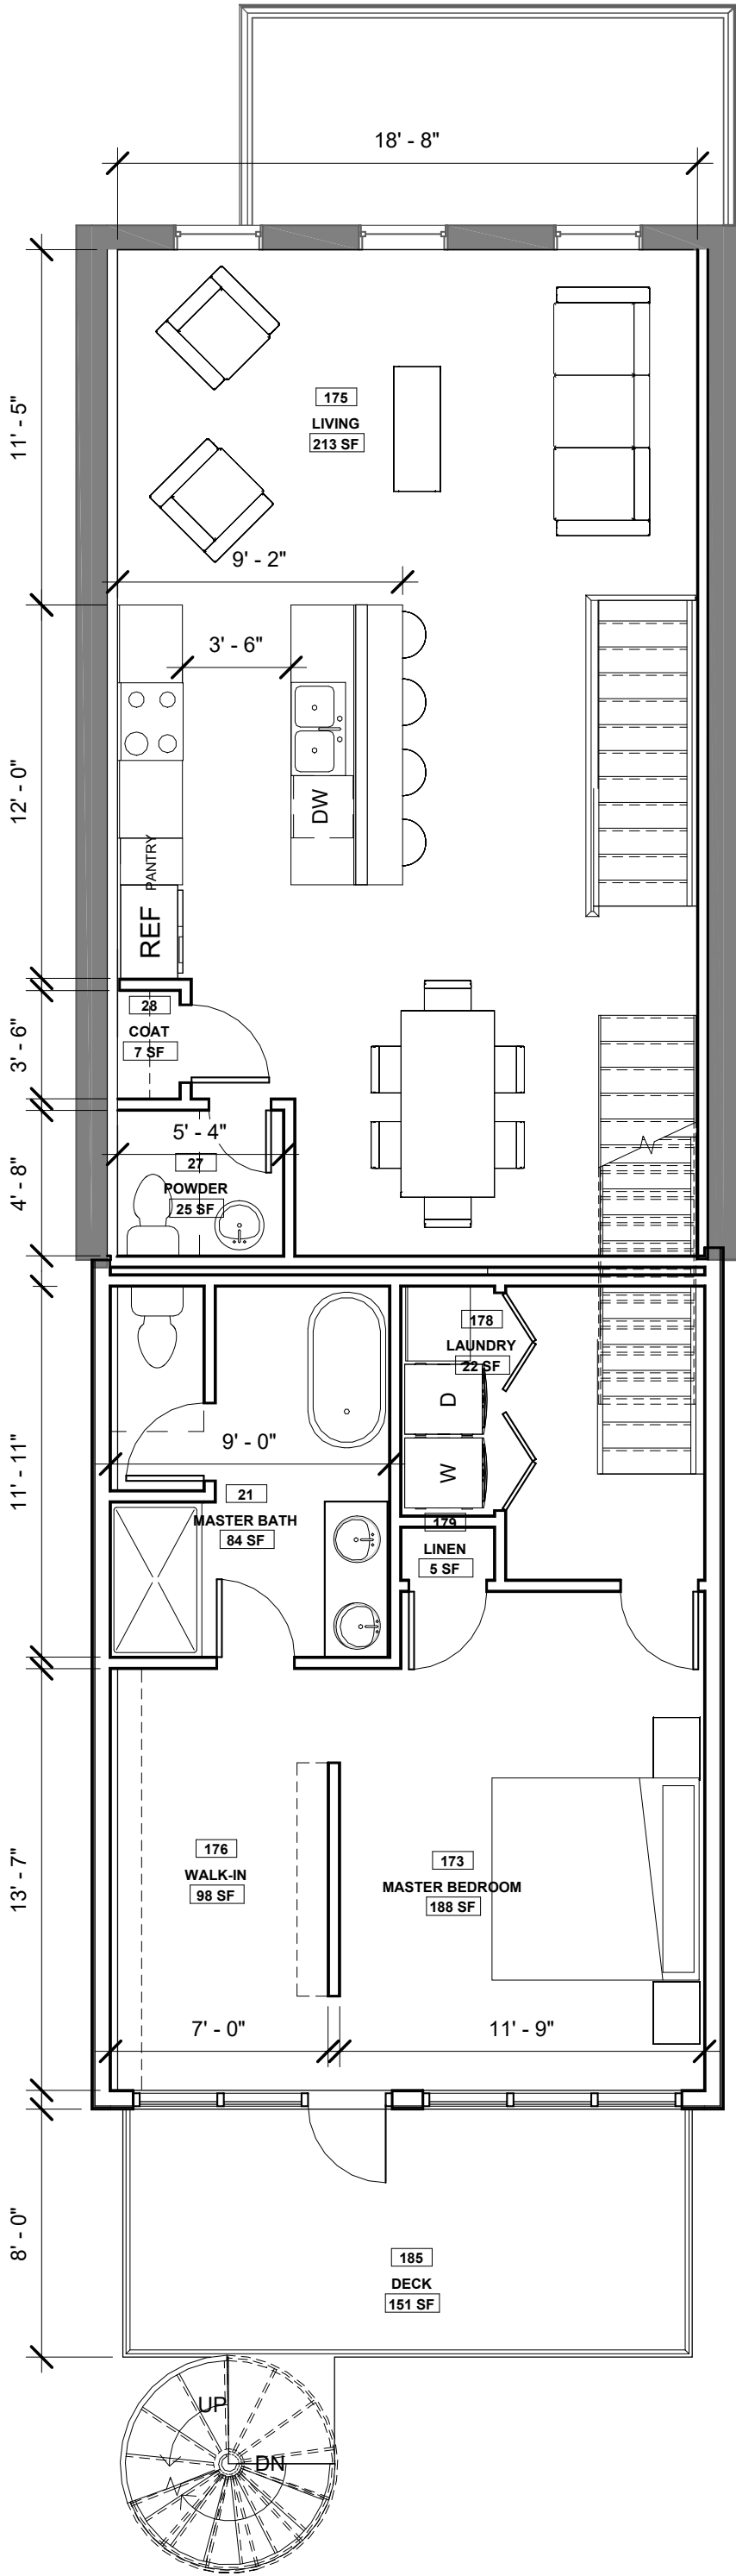 18' - 8"
11' - 5"
175
LIVING
213 SF
9' - 2"
3' - 6"
12' - 0"
DW
PANTRY
REF
28
COAT
7 SF
3' - 6"
5' - 4"
27
POWDER
25 SF
4' - 8"
178
LAUNDRY
22 SF
D
W
11' - 11"
9' - 0"
21
MASTER BATH
84 SF
179
LINEN
5 SF
13' - 7"
176
WALK-IN
98 SF
173
MASTER BEDROOM
188 SF
7' - 0"
11' - 9"
8' - 0"
185
DECK
151 SF
UP
DN